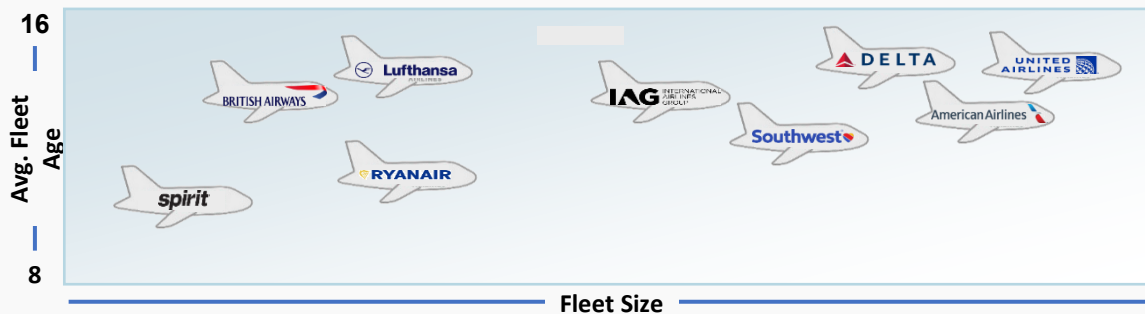 16
Avg. Fleet
Age
8
Lufthansa
AIRLINES
BRITISH AIRWAYS
spirit
RYANAIR
IAG INTERNATIONAL
AIRLINES
GROUP
Southwest
DELTA
UNITED
AIRLINES
American Airlines
Fleet Size